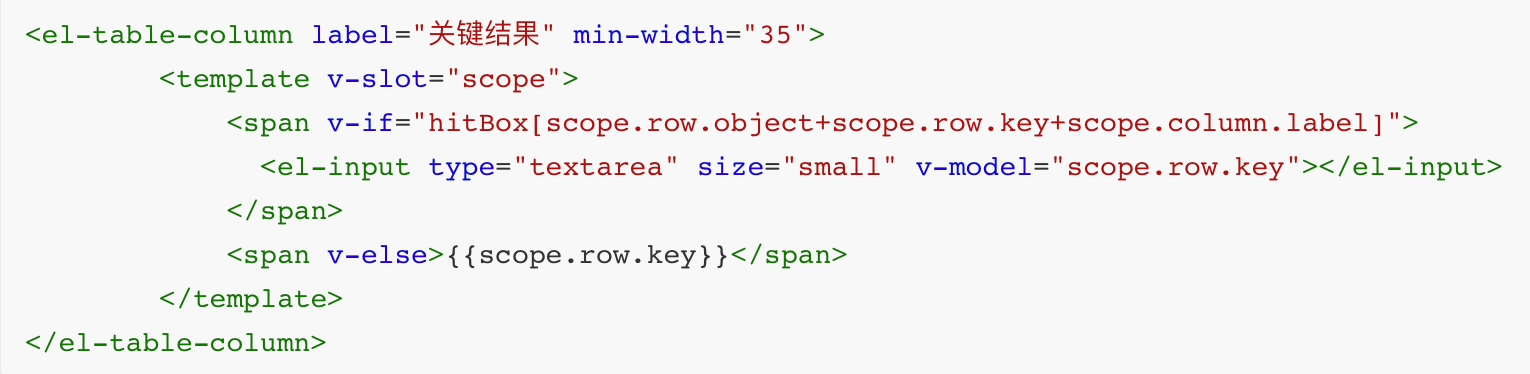 <el-table-column label="关键结果" min-width="35">
<template v-slot="scope">
<span v-if="hitBox[scope.row.object+scope.row.key+scope.column.label]">
<el-input type="textarea" size="small" v-model="scope.row.key"></el-input>
</span>
<span v-else>{{scope.row.key}}</span>
</template>
</el-table-column>